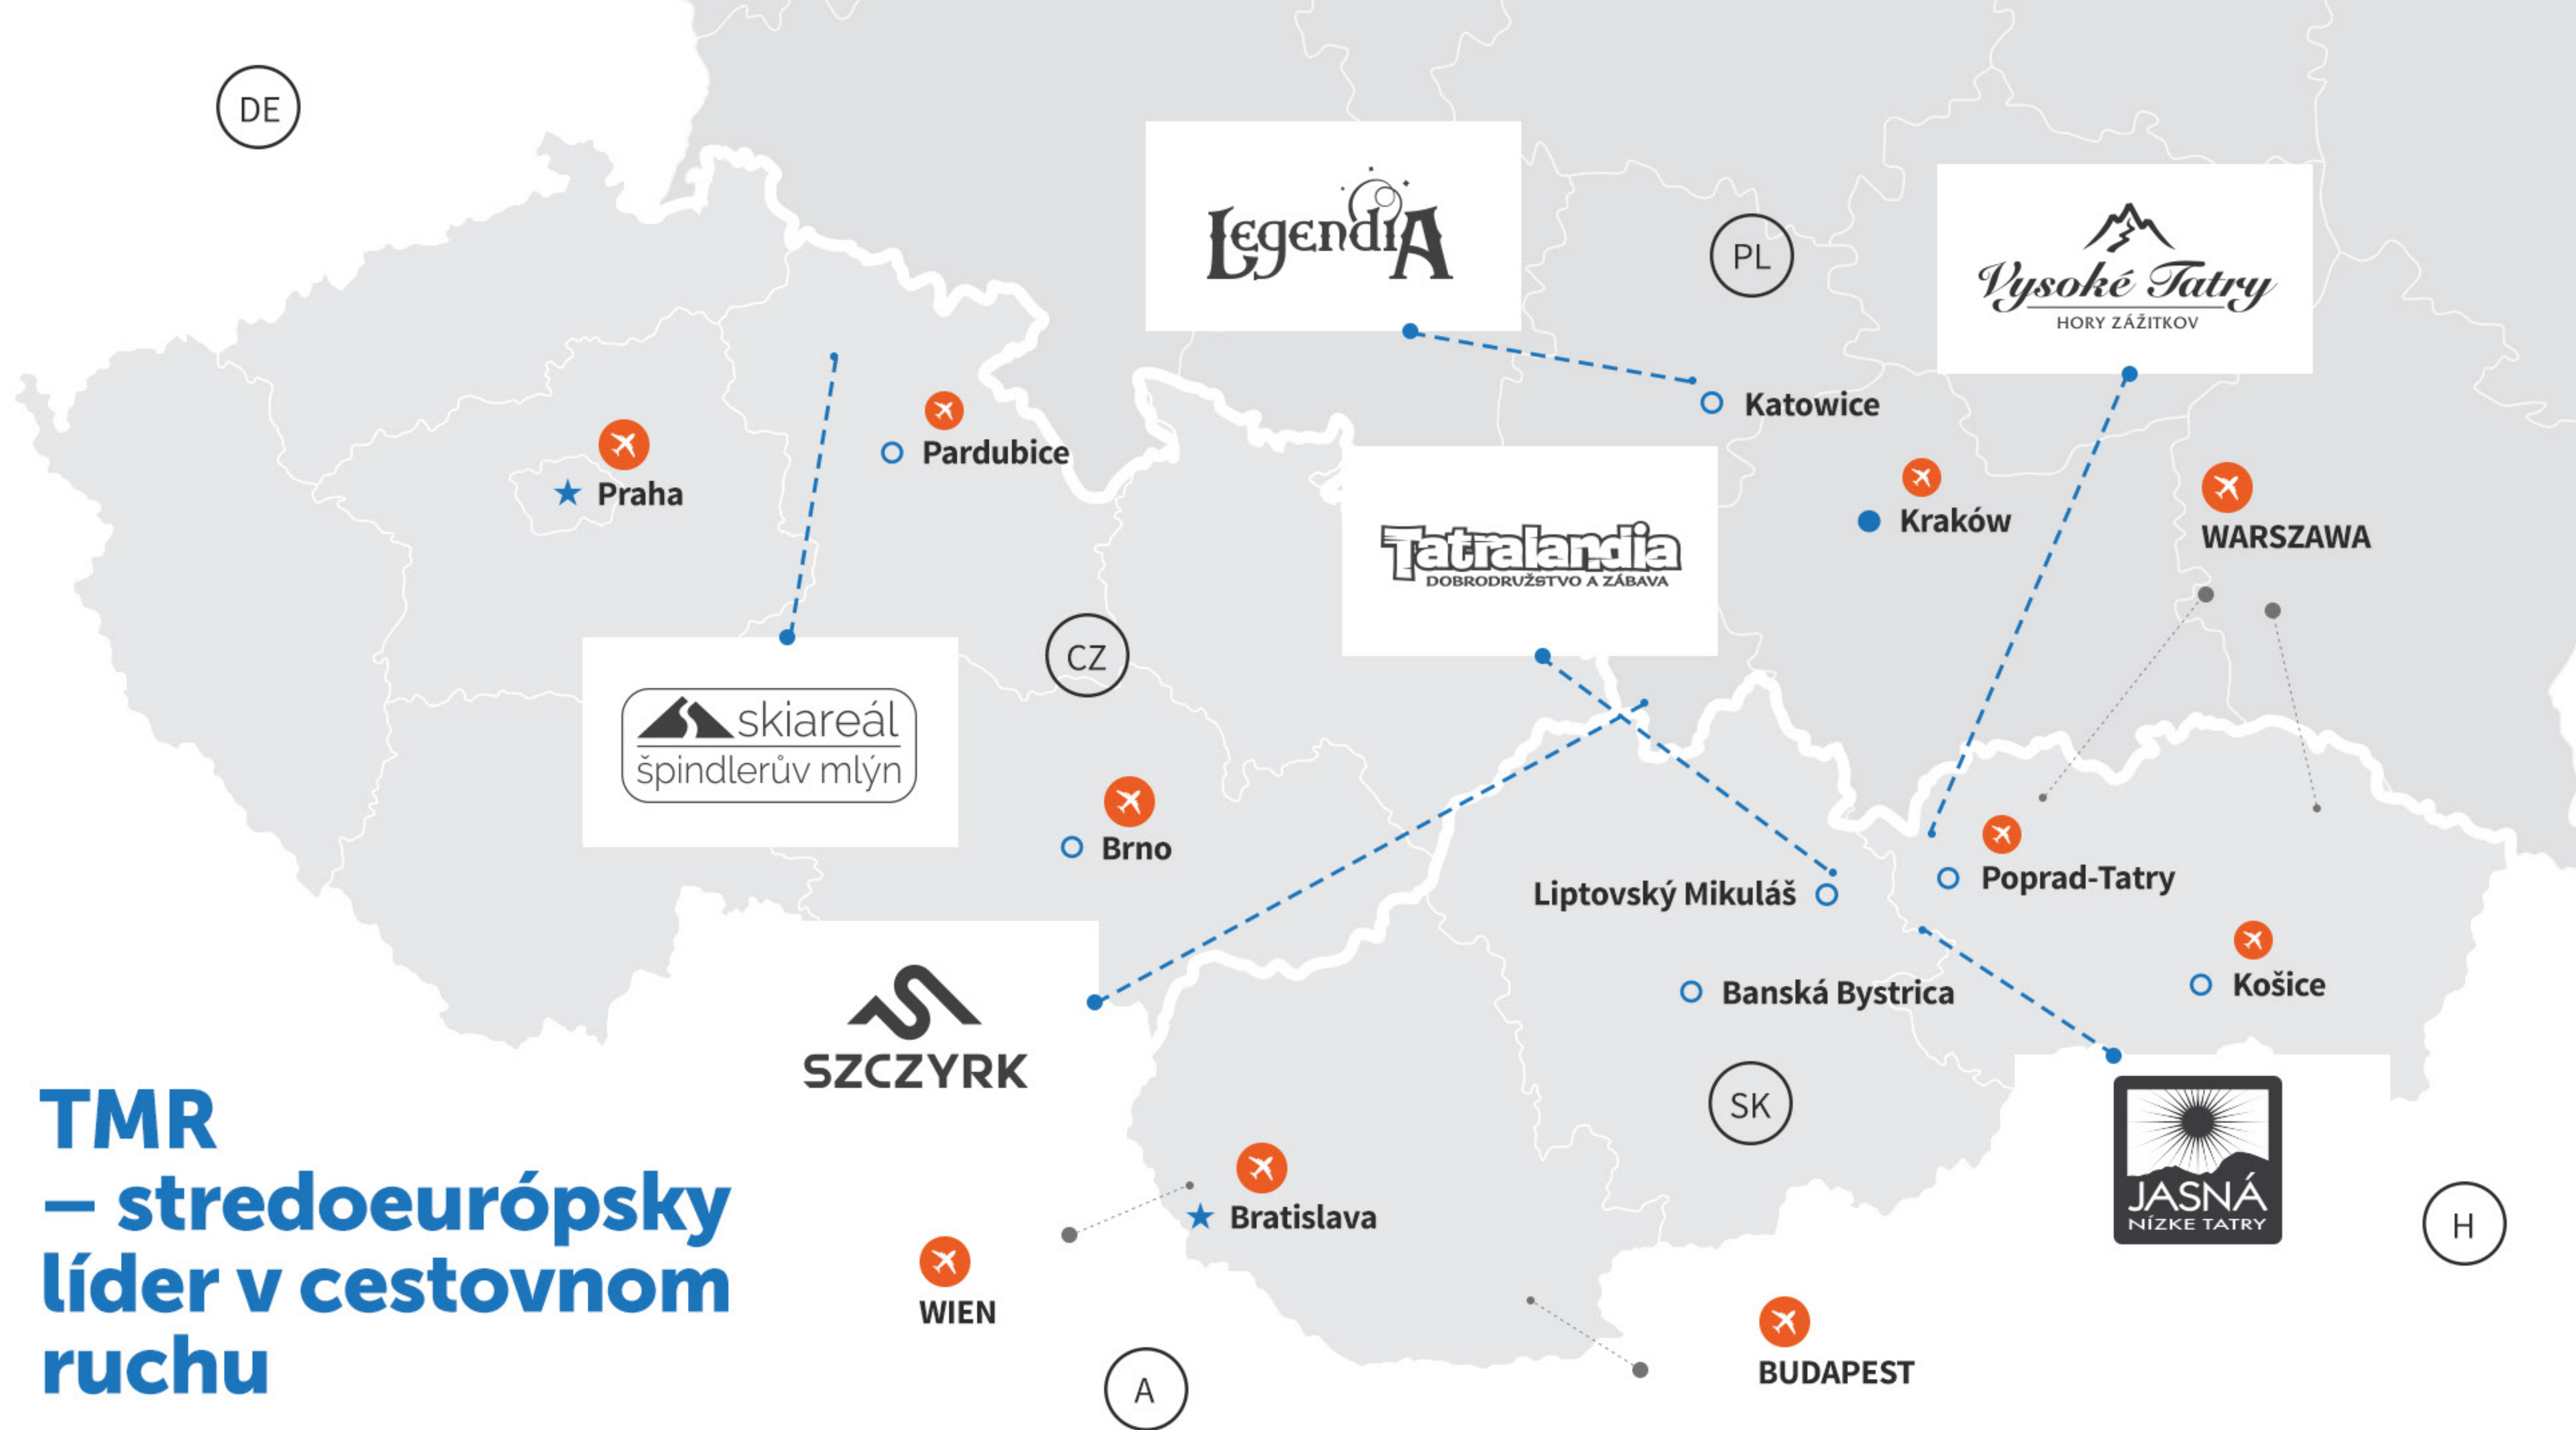 DE
LegendiA
PL
Vysoké Tatry
HORY ZÁŽITKOV
Katowice
Pardubice
Praha
Kraków
WARSZAWA
Tatralandia
DOBRODRUŽSTVO A ZÁBAVA
CZ
skiareál
špindlerův mlýn
Brno
Liptovský Mikuláš
Poprad-Tatry
Košice
Banská Bystrica
SZCZYRK
SK
JASNÁ
NÍZKE TATRY
H
TMR
– stredoeurópsky
líder v cestovnom
ruchu
Bratislava
WIEN
A
BUDAPEST